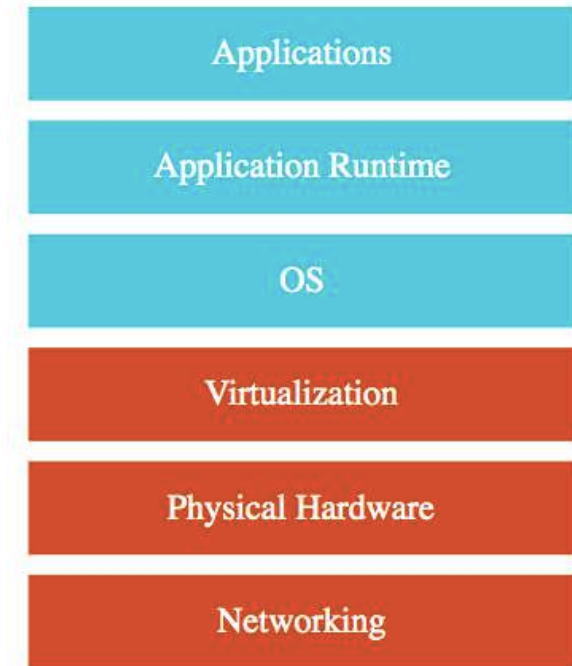 Applications
Application Runtime
OS
Virtualization
Physical Hardware
Networking